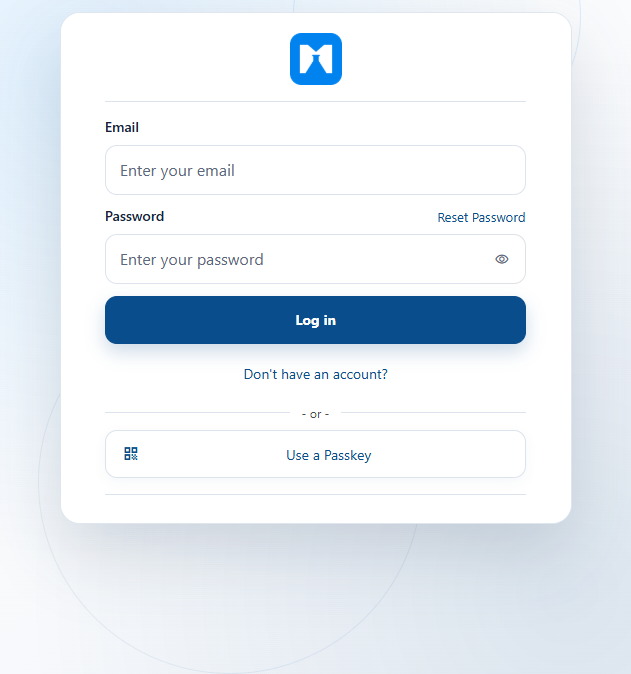 Email
Enter your email
Password
Reset Password
Enter your password
Log in
Don't have an account?
- or -
Use a Passkey